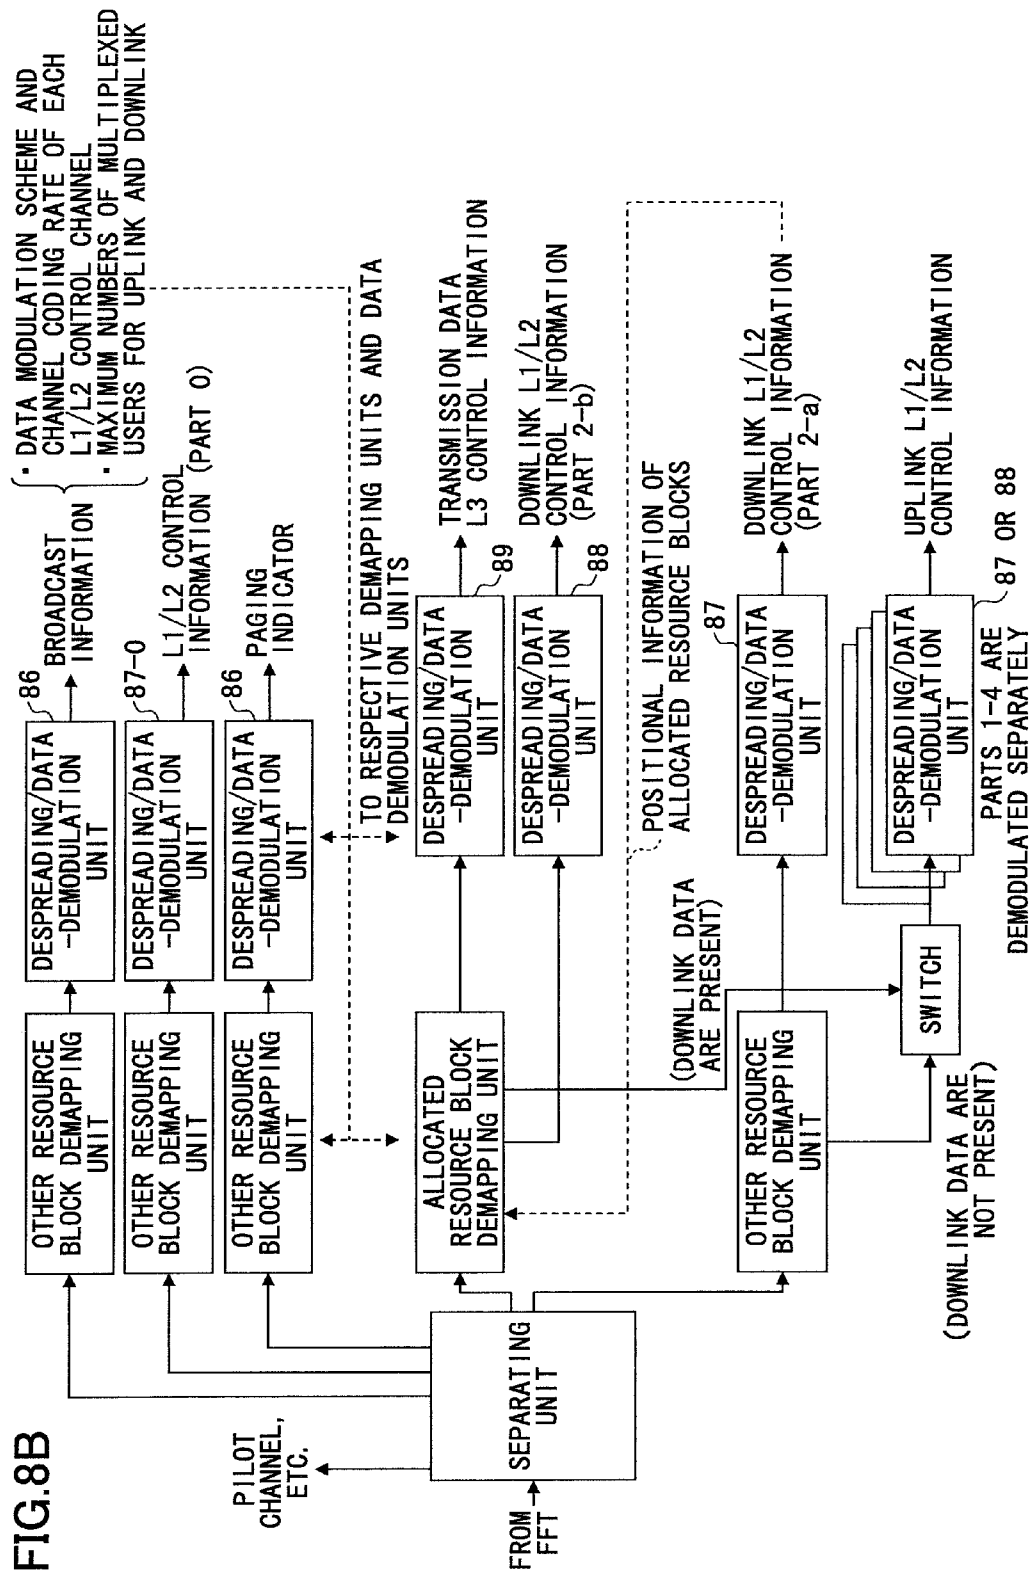 FIG.8B
PILOT
CHANNEL,
ETC.
FROM
FFT
SEPARATING
UNIT
OTHER RESOURCE
BLOCK DEMAPPING
UNIT
DESPREADING/DATA
-DEMODULATION
UNIT
86
BROADCAST
INFORMATION
• DATA MODULATION SCHEME AND
CHANNEL CODING RATE OF EACH
L1/L2 CONTROL CHANNEL
• MAXIMUM NUMBERS OF MULTIPLEXED
USERS FOR UPLINK AND DOWNLINK
OTHER RESOURCE
BLOCK DEMAPPING
UNIT
DESPREADING/DATA
-DEMODULATION
UNIT
87-0
L1/L2 CONTROL
INFORMATION (PART 0)
OTHER RESOURCE
BLOCK DEMAPPING
UNIT
DESPREADING/DATA
-DEMODULATION
UNIT
86
PAGING
INDICATOR
TO RESPECTIVE DEMAPPING UNITS AND DATA
DEMODULATION UNITS
ALLOCATED
RESOURCE BLOCK
DEMAPPING UNIT
DESPREADING/DATA
-DEMODULATION
UNIT
89
TRANSMISSION DATA
L3 CONTROL INFORMATION
DESPREADING/DATA
-DEMODULATION
UNIT
88
DOWNLINK L1/L2
CONTROL INFORMATION
(PART 2-b)
POSITIONAL INFORMATION OF
ALLOCATED RESOURCE BLOCKS
(DOWNLINK DATA
ARE PRESENT)
OTHER RESOURCE
BLOCK DEMAPPING
UNIT
DESPREADING/DATA
-DEMODULATION
UNIT
87
DOWNLINK L1/L2
CONTROL INFORMATION
(PART 2-a)
(DOWNLINK DATA ARE
NOT PRESENT)
SWITCH
DESPREADING/DATA
-DEMODULATION
UNIT
87 OR 88
UPLINK L1/L2
CONTROL INFORMATION
PARTS 1-4 ARE
DEMODULATED SEPARATELY